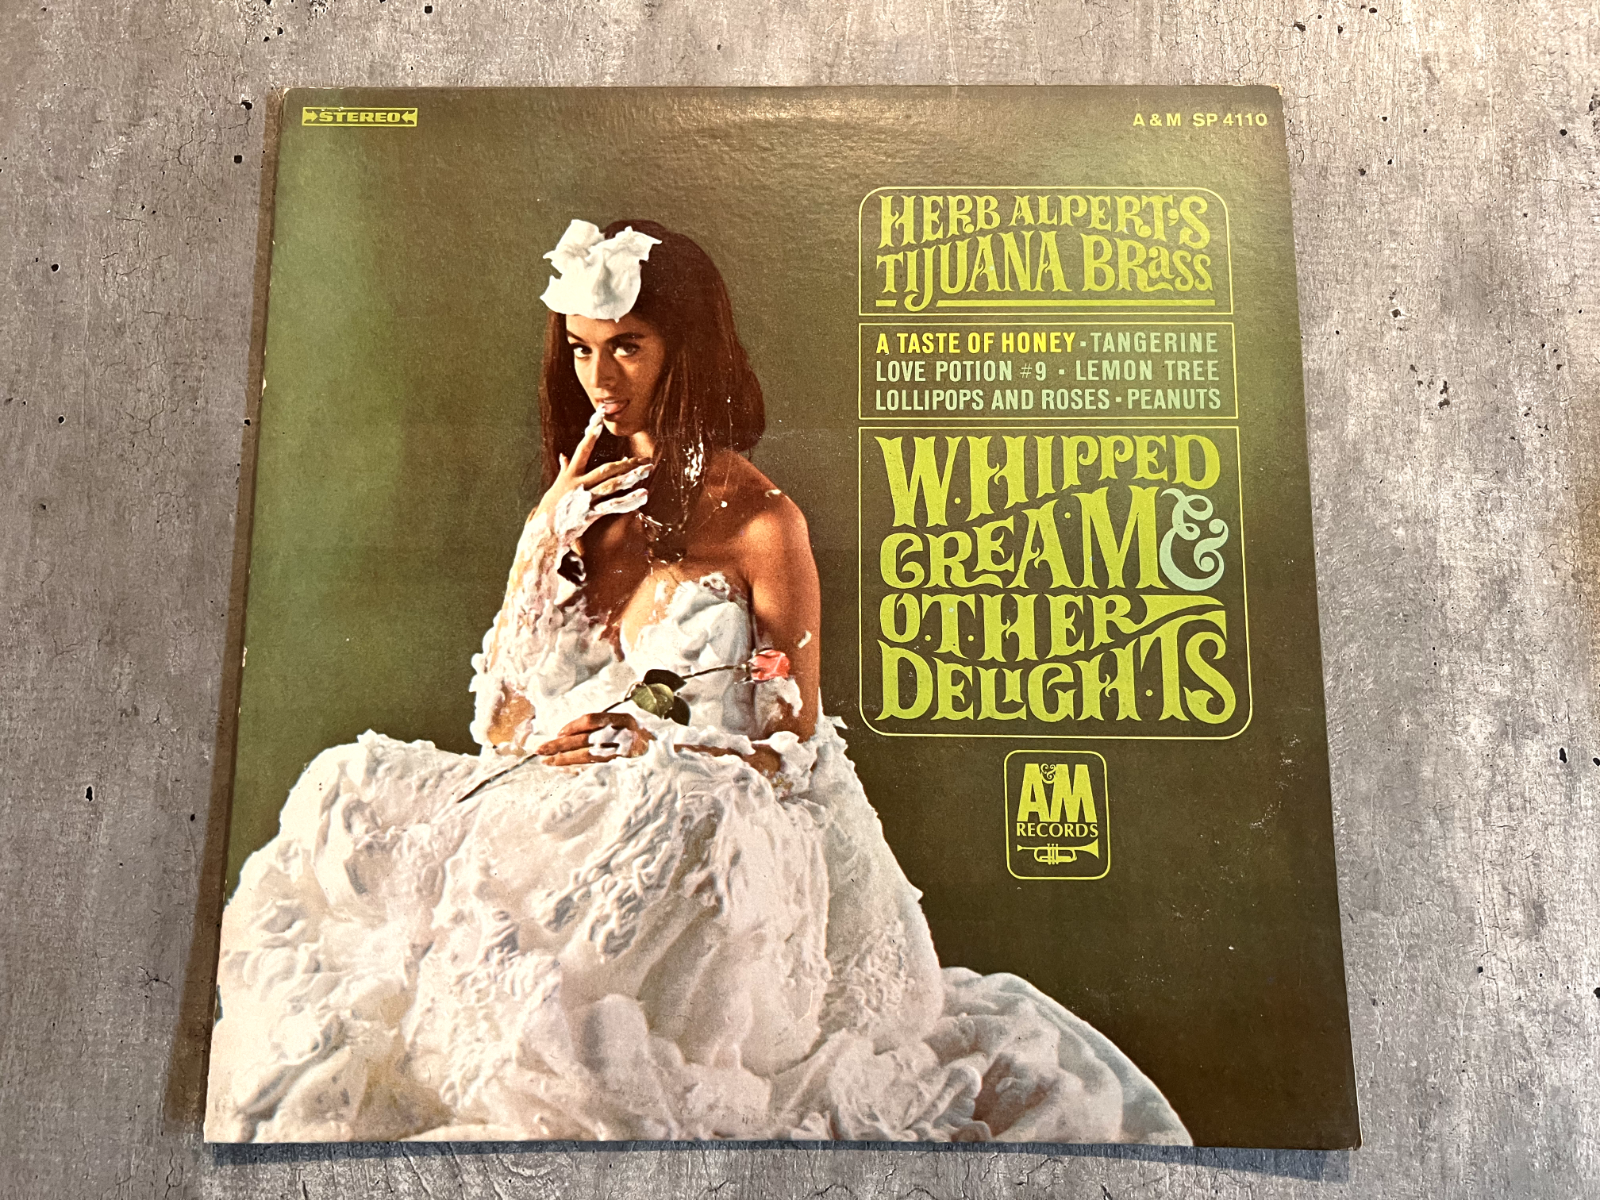 STEREO
A & M SP 4110
HERB ALPERT'S
TIJUANA BRass
A TASTE OF HONEY · TANGERINE
LOVE POTION #9 · LEMON TREE
LOLLIPOPS AND ROSES · PEANUTS
WHIPPED
CREAM &
OTHER
DELiGHTS
A&M
RECORDS